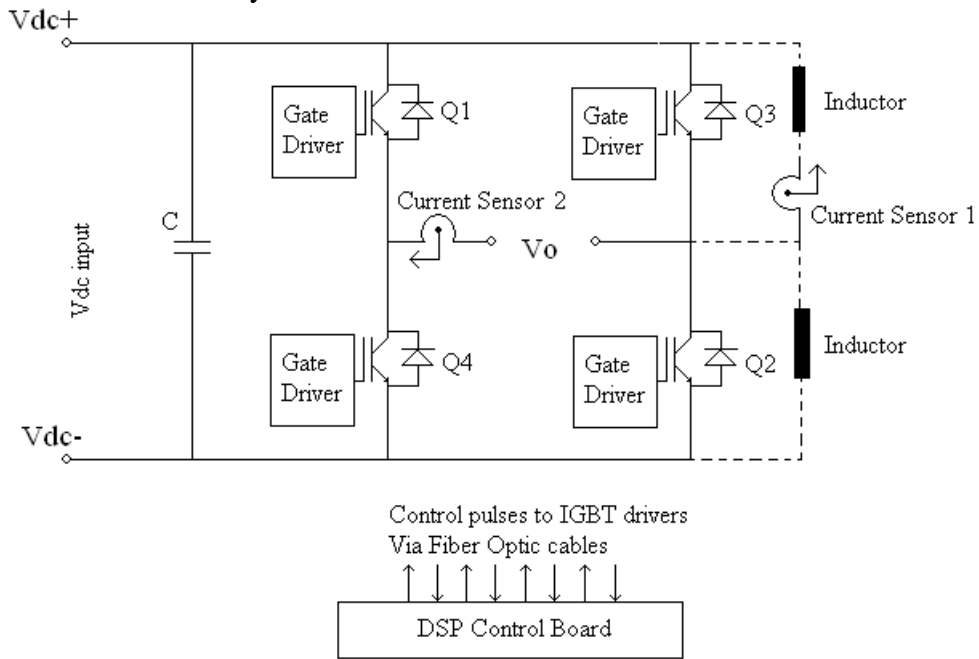 Vdc+
Gate
Driver
Q1
Gate
Driver
Q3
Inductor
Current Sensor 2
Current Sensor 1
C
Vo
Vdc input
Gate
Driver
Q4
Gate
Driver
Q2
Inductor
Vdc-
Control pulses to IGBT drivers
Via Fiber Optic cables
DSP Control Board